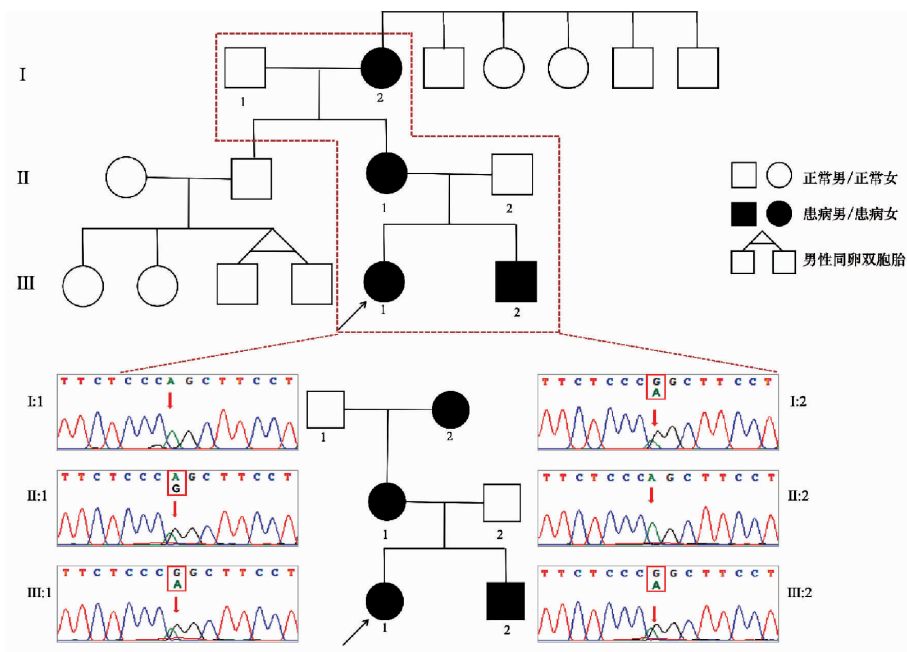 I
1
2
II
1
2
III
1
2
正常男/正常女
患病男/患病女
男性同卵双胞胎
I:1
T T C T C C C A G C T T C C T
II:1
T T C T C C C A G C T T C C T
G
III:1
T T C T C C C G G C T T C C T
A
1
2
1
2
1
2
T T C T C C C G G C T T C C T
A
I:2
T T C T C C C A G C T T C C T
II:2
T T C T C C C G G C T T C C T
A
III:2